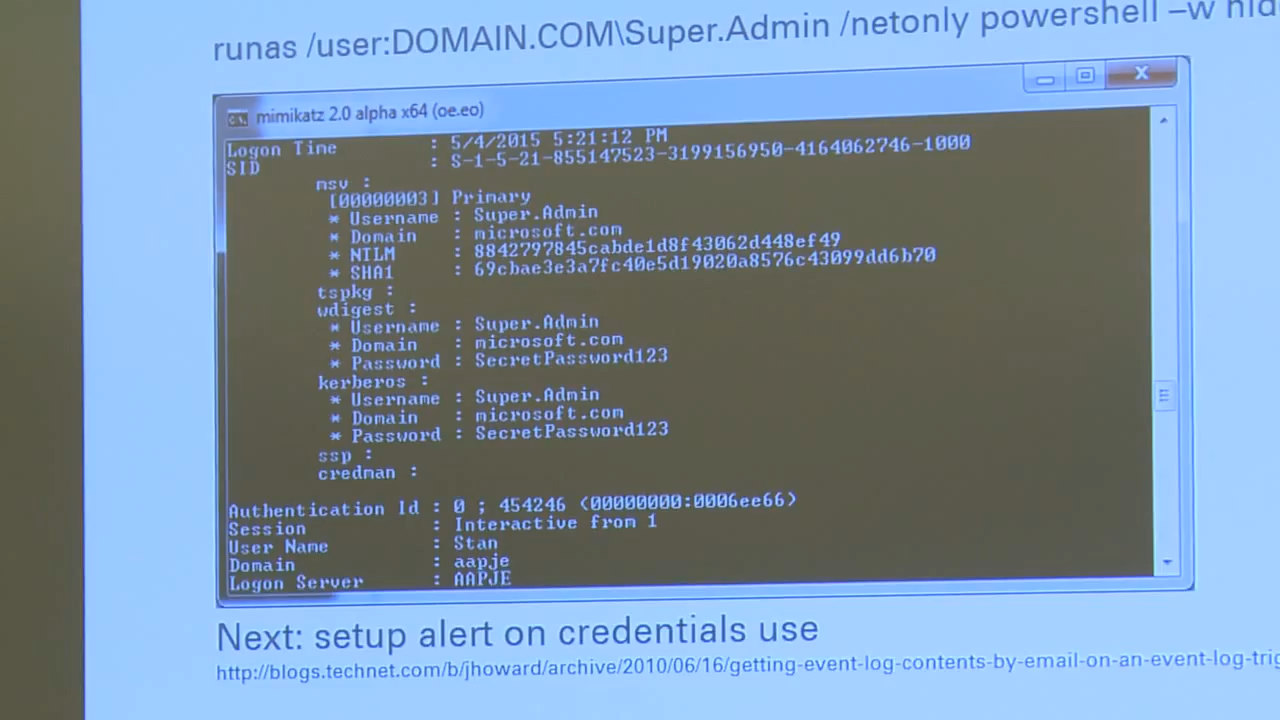 runas /user:DOMAIN.COM\Super.Admin /netonly powershell –w
mimikatz 2.0 alpha x64 (oe.eo)
Logon Time : 5/4/2015 5:21:12 PM
SID : S-1-5-21-855147523-3199156950-4164062746-1000
msv :
[00000003] Primary
* Username : Super.Admin
* Domain : microsoft.com
* NTLM : 8842797845cabde1d8f43062d448ef49
* SHA1 : 69cbae3e3a7fc40e5d19020a8576c43099dd6b70
tspkg :
wdigest :
* Username : Super.Admin
* Domain : microsoft.com
* Password : SecretPassword123
kerberos :
* Username : Super.Admin
* Domain : microsoft.com
* Password : SecretPassword123
ssp :
credman :
Authentication Id : 0 ; 454246 (00000000:0006ee66)
Session : Interactive from 1
User Name : Stan
Domain : aapje
Logon Server : AAPJE
Next: setup alert on credentials use
http://blogs.technet.com/b/jhoward/archive/2010/06/16/getting-event-log-contents-by-email-on-an-event-log-trig